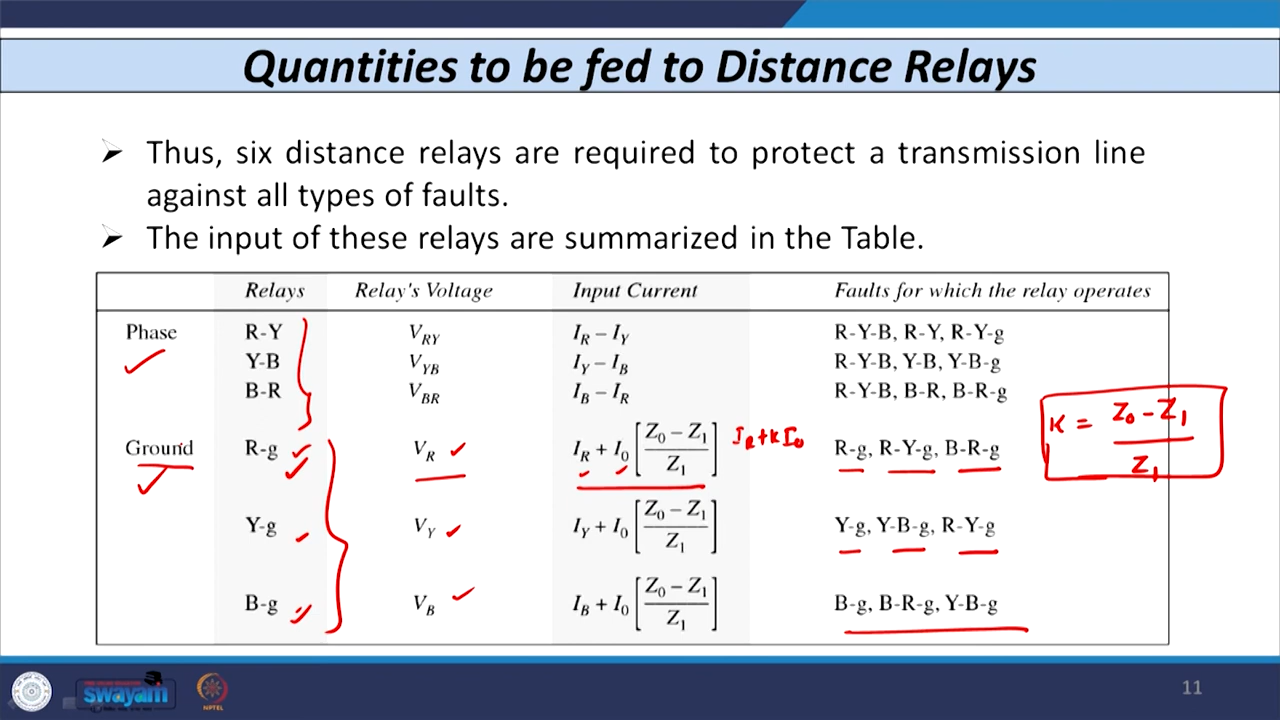 Quantities to be fed to Distance Relays
➢ Thus, six distance relays are required to protect a transmission line
against all types of faults.
➢ The input of these relays are summarized in the Table.
Relays Relay's Voltage Input Current Faults for which the relay operates
Phase R-Y V_RY I_R – I_Y R-Y-B, R-Y, R-Y-g
Y-B V_YB I_Y – I_B R-Y-B, Y-B, Y-B-g
B-R V_BR I_B – I_R R-Y-B, B-R, B-R-g
Ground R-g V_R I_R + I_0 [(Z_0 – Z_1)/Z_1] I_R+K I_0 R-g, R-Y-g, B-R-g K = (Z_0 - Z_1)/Z_1
Y-g V_Y I_Y + I_0 [(Z_0 – Z_1)/Z_1] Y-g, Y-B-g, R-Y-g
B-g V_B I_B + I_0 [(Z_0 – Z_1)/Z_1] B-g, B-R-g, Y-B-g
swayam NPTEL 11